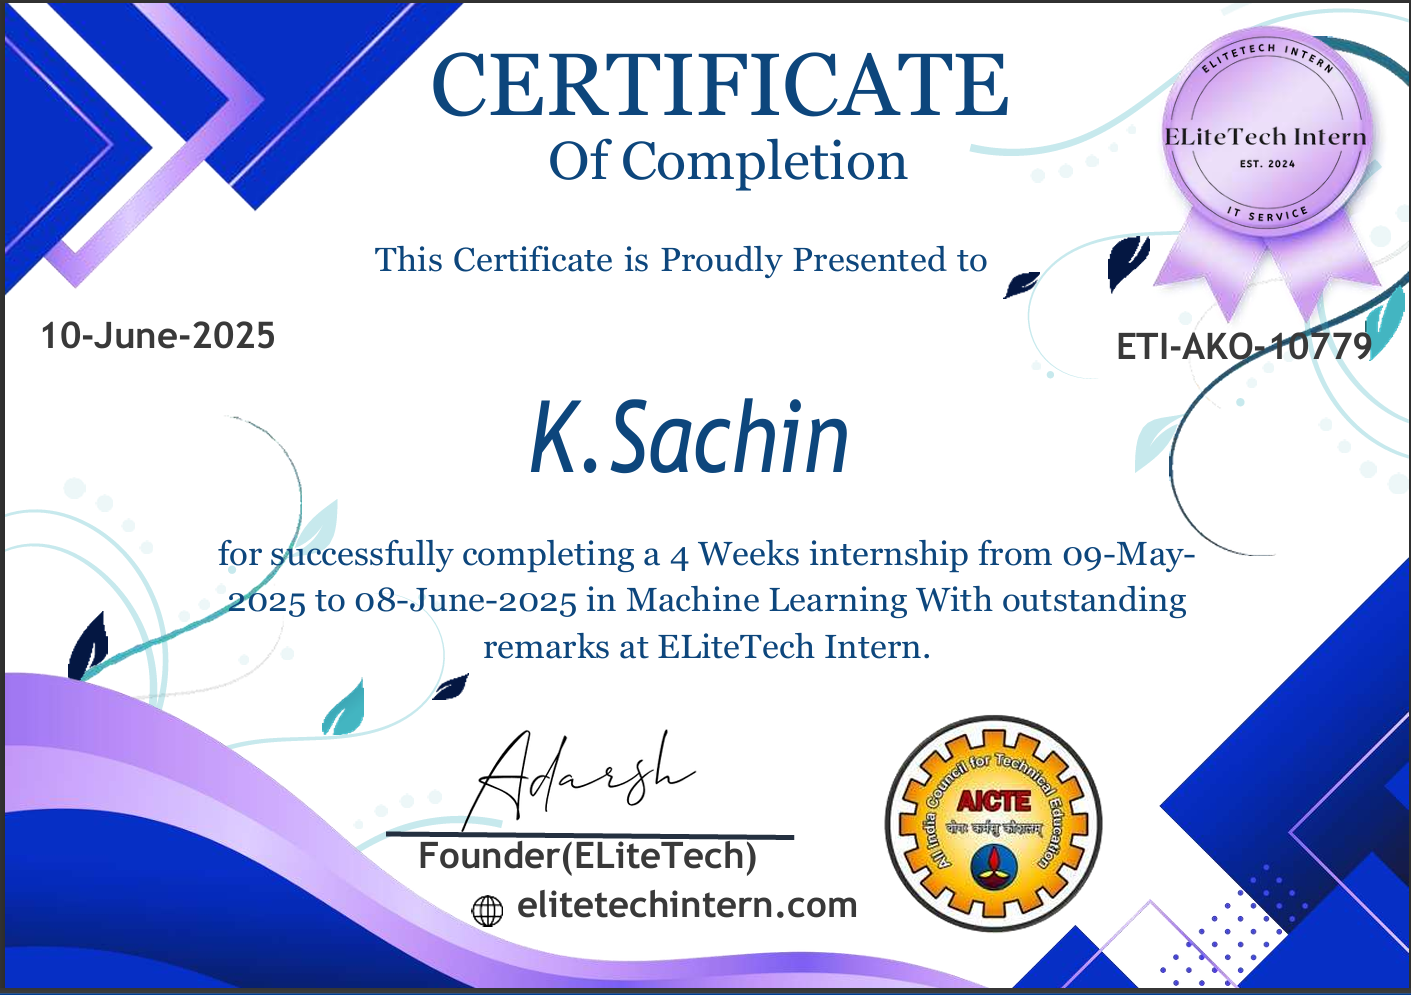 CERTIFICATE
Of Completion
ELITETECH INTERN
ELiteTech Intern
EST. 2024
IT SERVICE
This Certificate is Proudly Presented to
10-June-2025
ETI-AKO-10779
K.Sachin
for successfully completing a 4 Weeks internship from 09-May-
2025 to 08-June-2025 in Machine Learning With outstanding
remarks at ELiteTech Intern.
Adarsh
Founder(ELiteTech)
elitetechintern.com
All India Council for Technical Education
AICTE
योगः कर्मसु कौशलम्